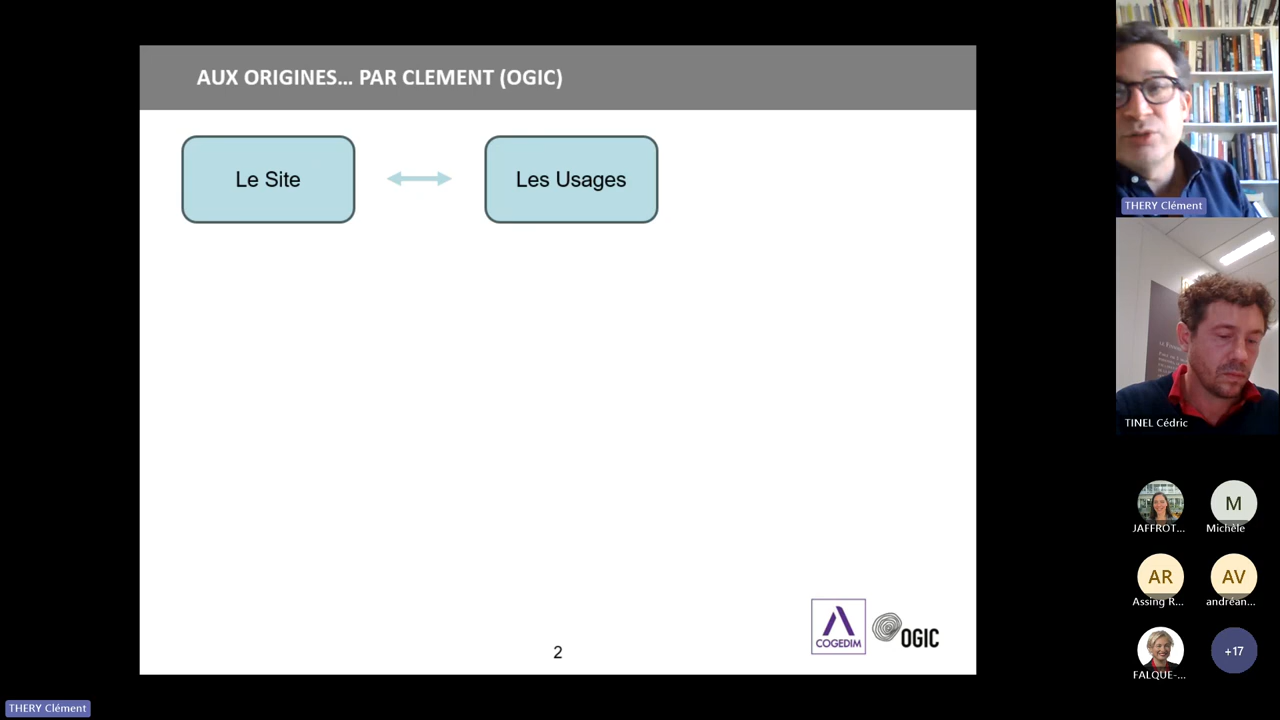 AUX ORIGINES... PAR CLEMENT (OGIC)
Le Site
Les Usages
COGEDIM
OGIC
2
THERY Clément
TINEL Cédric
JAFFROT...
M
Michèle
AR
Assing R...
AV
andréan...
FALQUE-...
+17
THERY Clément